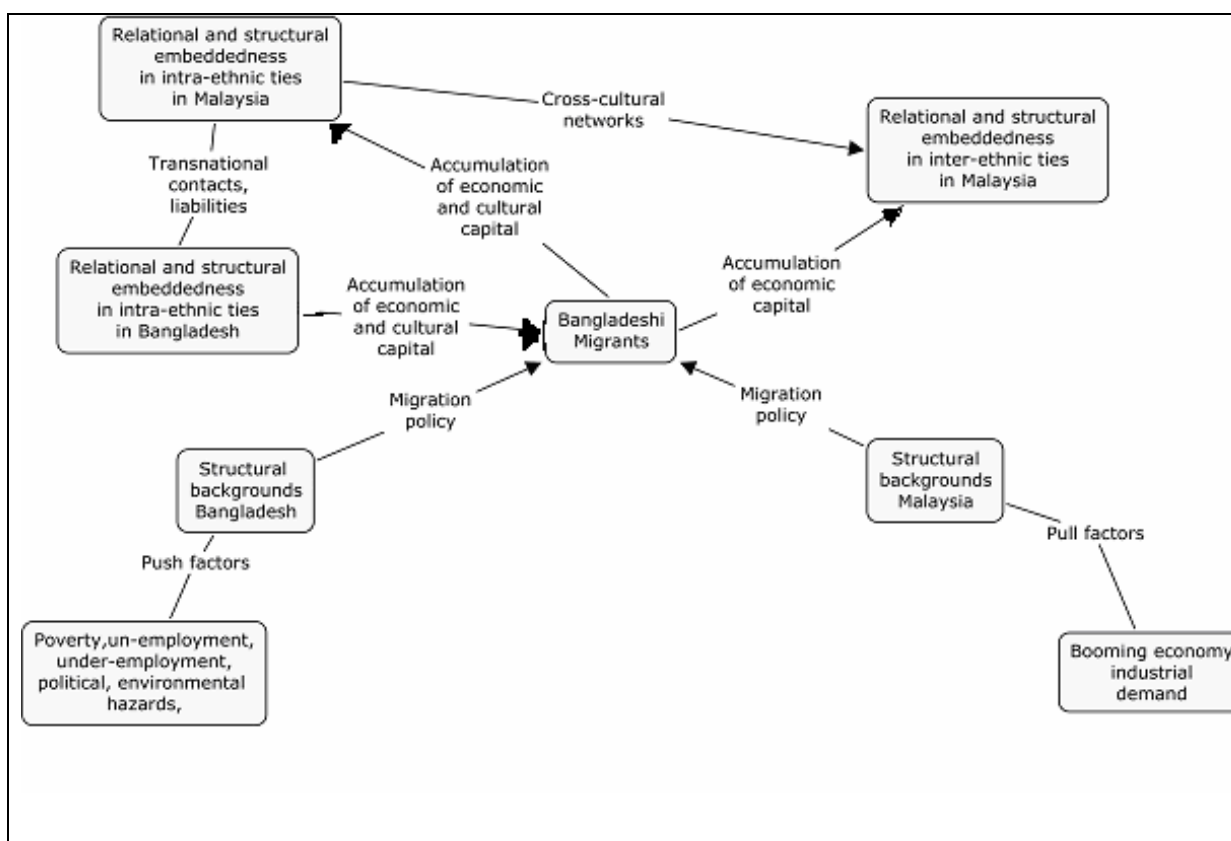 Relational and structural
embeddedness
in intra-ethnic ties
in Malaysia
Cross-cultural
networks
Relational and structural
embeddedness
in inter-ethnic ties
in Malaysia
Transnational
contacts,
liabilities
Accumulation
of economic
and cultural
capital
Relational and structural
embeddedness
in intra-ethnic ties
in Bangladesh
Accumulation
of economic
and cultural
capital
Bangladeshi
Migrants
Accumulation
of economic
capital
Migration
policy
Migration
policy
Structural
backgrounds
Bangladesh
Structural
backgrounds
Malaysia
Push factors
Pull factors
Poverty,un-employment,
under-employment,
political, environmental
hazards,
Booming economy
industrial
demand